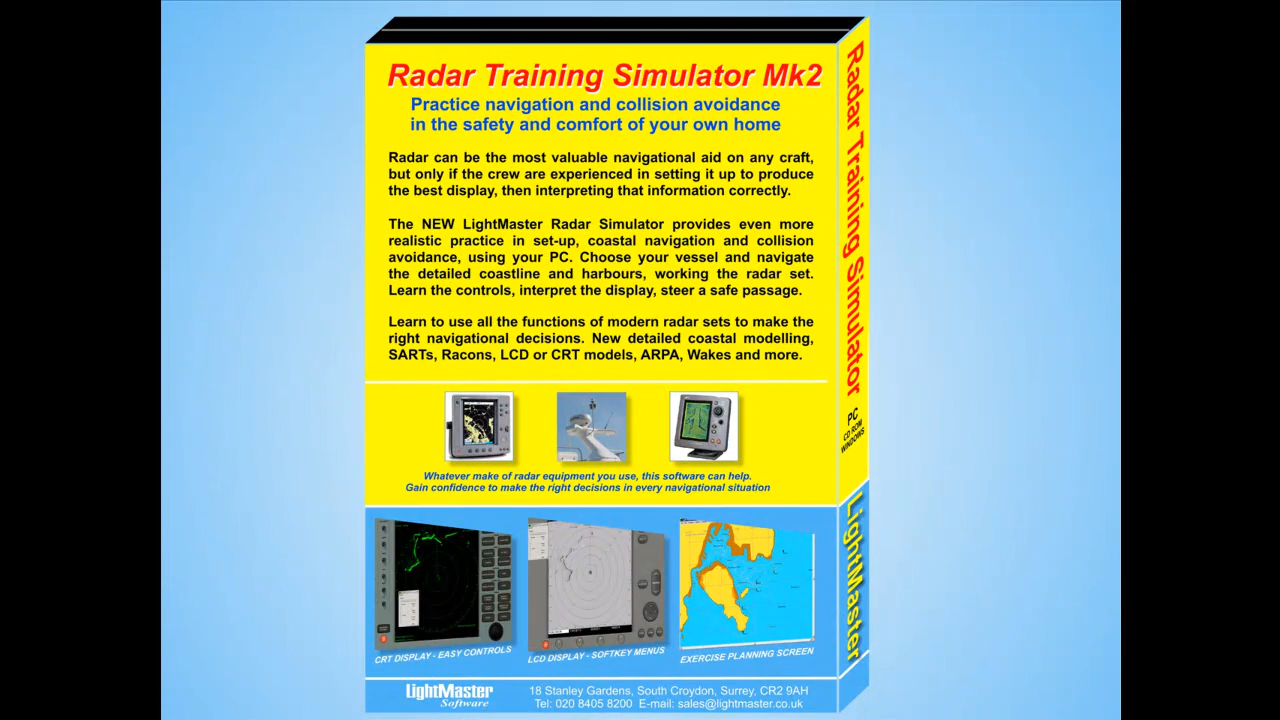 Radar Training Simulator Mk2
Practice navigation and collision avoidance
in the safety and comfort of your own home
Radar can be the most valuable navigational aid on any craft,
but only if the crew are experienced in setting it up to produce
the best display, then interpreting that information correctly.
The NEW LightMaster Radar Simulator provides even more
realistic practice in set-up, coastal navigation and collision
avoidance, using your PC. Choose your vessel and navigate
the detailed coastline and harbours, working the radar set.
Learn the controls, interpret the display, steer a safe passage.
Learn to use all the functions of modern radar sets to make the
right navigational decisions. New detailed coastal modelling,
SARTs, Racons, LCD or CRT models, ARPA, Wakes and more.
Whatever make of radar equipment you use, this software can help.
Gain confidence to make the right decisions in every navigational situation
CRT DISPLAY - EASY CONTROLS
LCD DISPLAY - SOFTKEY MENUS
EXERCISE PLANNING SCREEN
LightMaster
Software
18 Stanley Gardens, South Croydon, Surrey, CR2 9AH
Tel: 020 8405 8200 E-mail: sales@lightmaster.co.uk
Radar Training Simulator
PC
CD ROM
WINDOWS
LightMaster